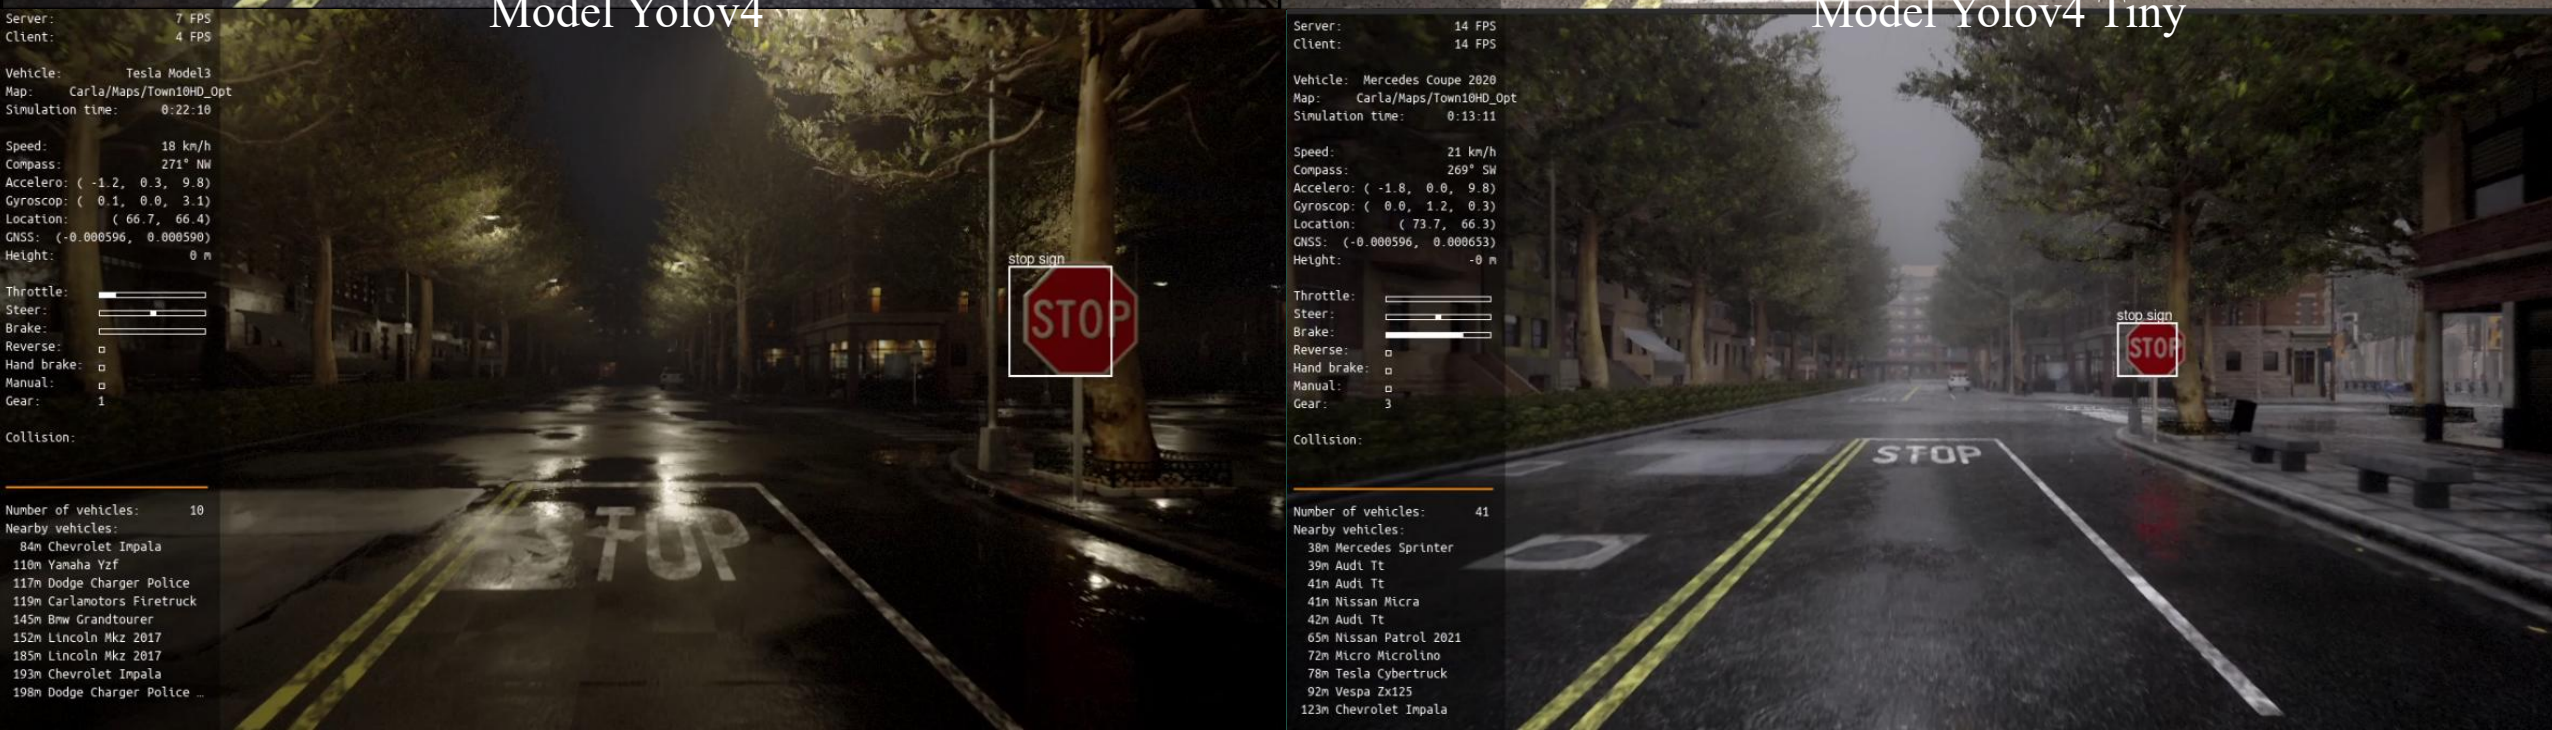 Model Yolov4
Server: 7 FPS
Client: 4 FPS
Vehicle: Tesla Model3
Map: Carla/Maps/Town10HD_Opt
Simulation time: 0:22:10
Speed: 18 km/h
Compass: 271° NW
Accelero: ( -1.2, 0.3, 9.8)
Gyroscop: ( 0.1, 0.0, 3.1)
Location: ( 66.7, 66.4)
GNSS: (-0.000596, 0.000590)
Height: 0 m
Throttle:
Steer:
Brake:
Reverse:
Hand brake:
Manual:
Gear: 1
Collision:
Number of vehicles: 10
Nearby vehicles:
84m Chevrolet Impala
110m Yamaha Yzf
117m Dodge Charger Police
119m Carlamotors Firetruck
145m Bmw Grandtourer
152m Lincoln Mkz 2017
185m Lincoln Mkz 2017
193m Chevrolet Impala
198m Dodge Charger Police …
stop sign
STOP
STOP
Model Yolov4 Tiny
Server: 14 FPS
Client: 14 FPS
Vehicle: Mercedes Coupe 2020
Map: Carla/Maps/Town10HD_Opt
Simulation time: 0:13:11
Speed: 21 km/h
Compass: 269° SW
Accelero: ( -1.8, 0.0, 9.8)
Gyroscop: ( 0.0, 1.2, 0.3)
Location: ( 73.7, 66.3)
GNSS: (-0.000596, 0.000653)
Height: -0 m
Throttle:
Steer:
Brake:
Reverse:
Hand brake:
Manual:
Gear: 3
Collision:
Number of vehicles: 41
Nearby vehicles:
38m Mercedes Sprinter
39m Audi Tt
41m Audi Tt
41m Nissan Micra
42m Audi Tt
65m Nissan Patrol 2021
72m Micro Microlino
78m Tesla Cybertruck
92m Vespa Zx125
123m Chevrolet Impala
stop sign
STOP
STOP